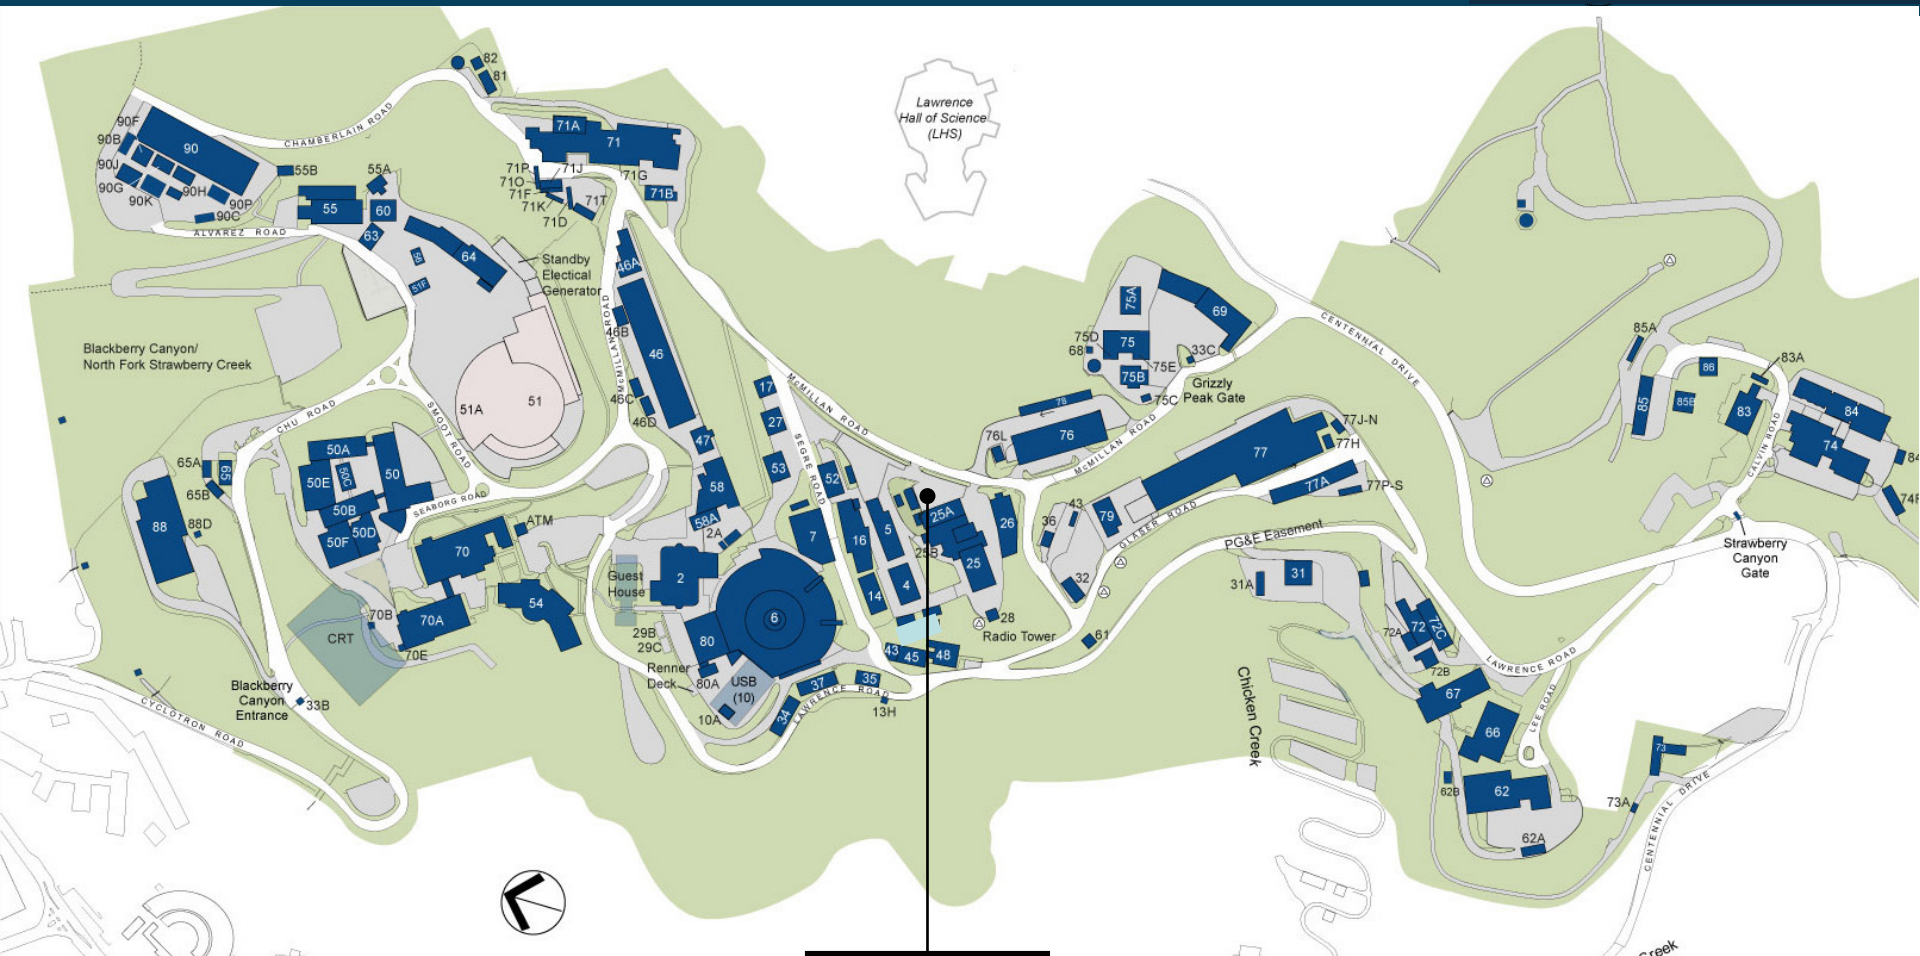 82
81
90F
90B
90
90J
90G
90K
90H
90P
90C
CHAMBERLAIN ROAD
ALVAREZ ROAD
55B
55A
55
60
63
64
56
51F
71A
71
71P
71J
71O
71F
71K
71D
71T
71G
71B
Lawrence
Hall of Science
(LHS)
Standby
Electical
Generator
46A
46B
46
46C
46D
McMILLAN ROAD
Blackberry Canyon/
North Fork Strawberry Creek
51A
51
CHU ROAD
SMOOT ROAD
SEABORG ROAD
65A
65
65B
50A
50E
50C
50
50B
50D
50F
88
88D
70
ATM
70A
70B
70E
54
CRT
Blackberry
Canyon
Entrance
33B
CYCLOTRON ROAD
47
58
58A
2A
2
Guest
House
29B
29C
Renner
Deck
80
80A
USB
(10)
10A
6
17
27
53
52
SEGRE ROAD
McMILLAN ROAD
7
16
5
14
4
25A
25B
25
26
28
Radio Tower
43
45
48
34
37
35
LAWRENCE ROAD
13H
75A
75D
68
75
75E
75B
75C
69
33C
Grizzly
Peak Gate
78
76
76L
McMILLAN ROAD
77
77J-N
77H
77A
77P-S
79
43
36
32
61
GLASER ROAD
PG&E Easement
CENTENNIAL DRIVE
31A
31
72A
72
72C
72B
67
66
62
62B
62A
LAWRENCE ROAD
LEE ROAD
Chicken Creek
85A
85
85B
86
83A
83
84
74
84
74F
CALVIN ROAD
Strawberry
Canyon
Gate
73
73A
CENTENNIAL DRIVE
Creek